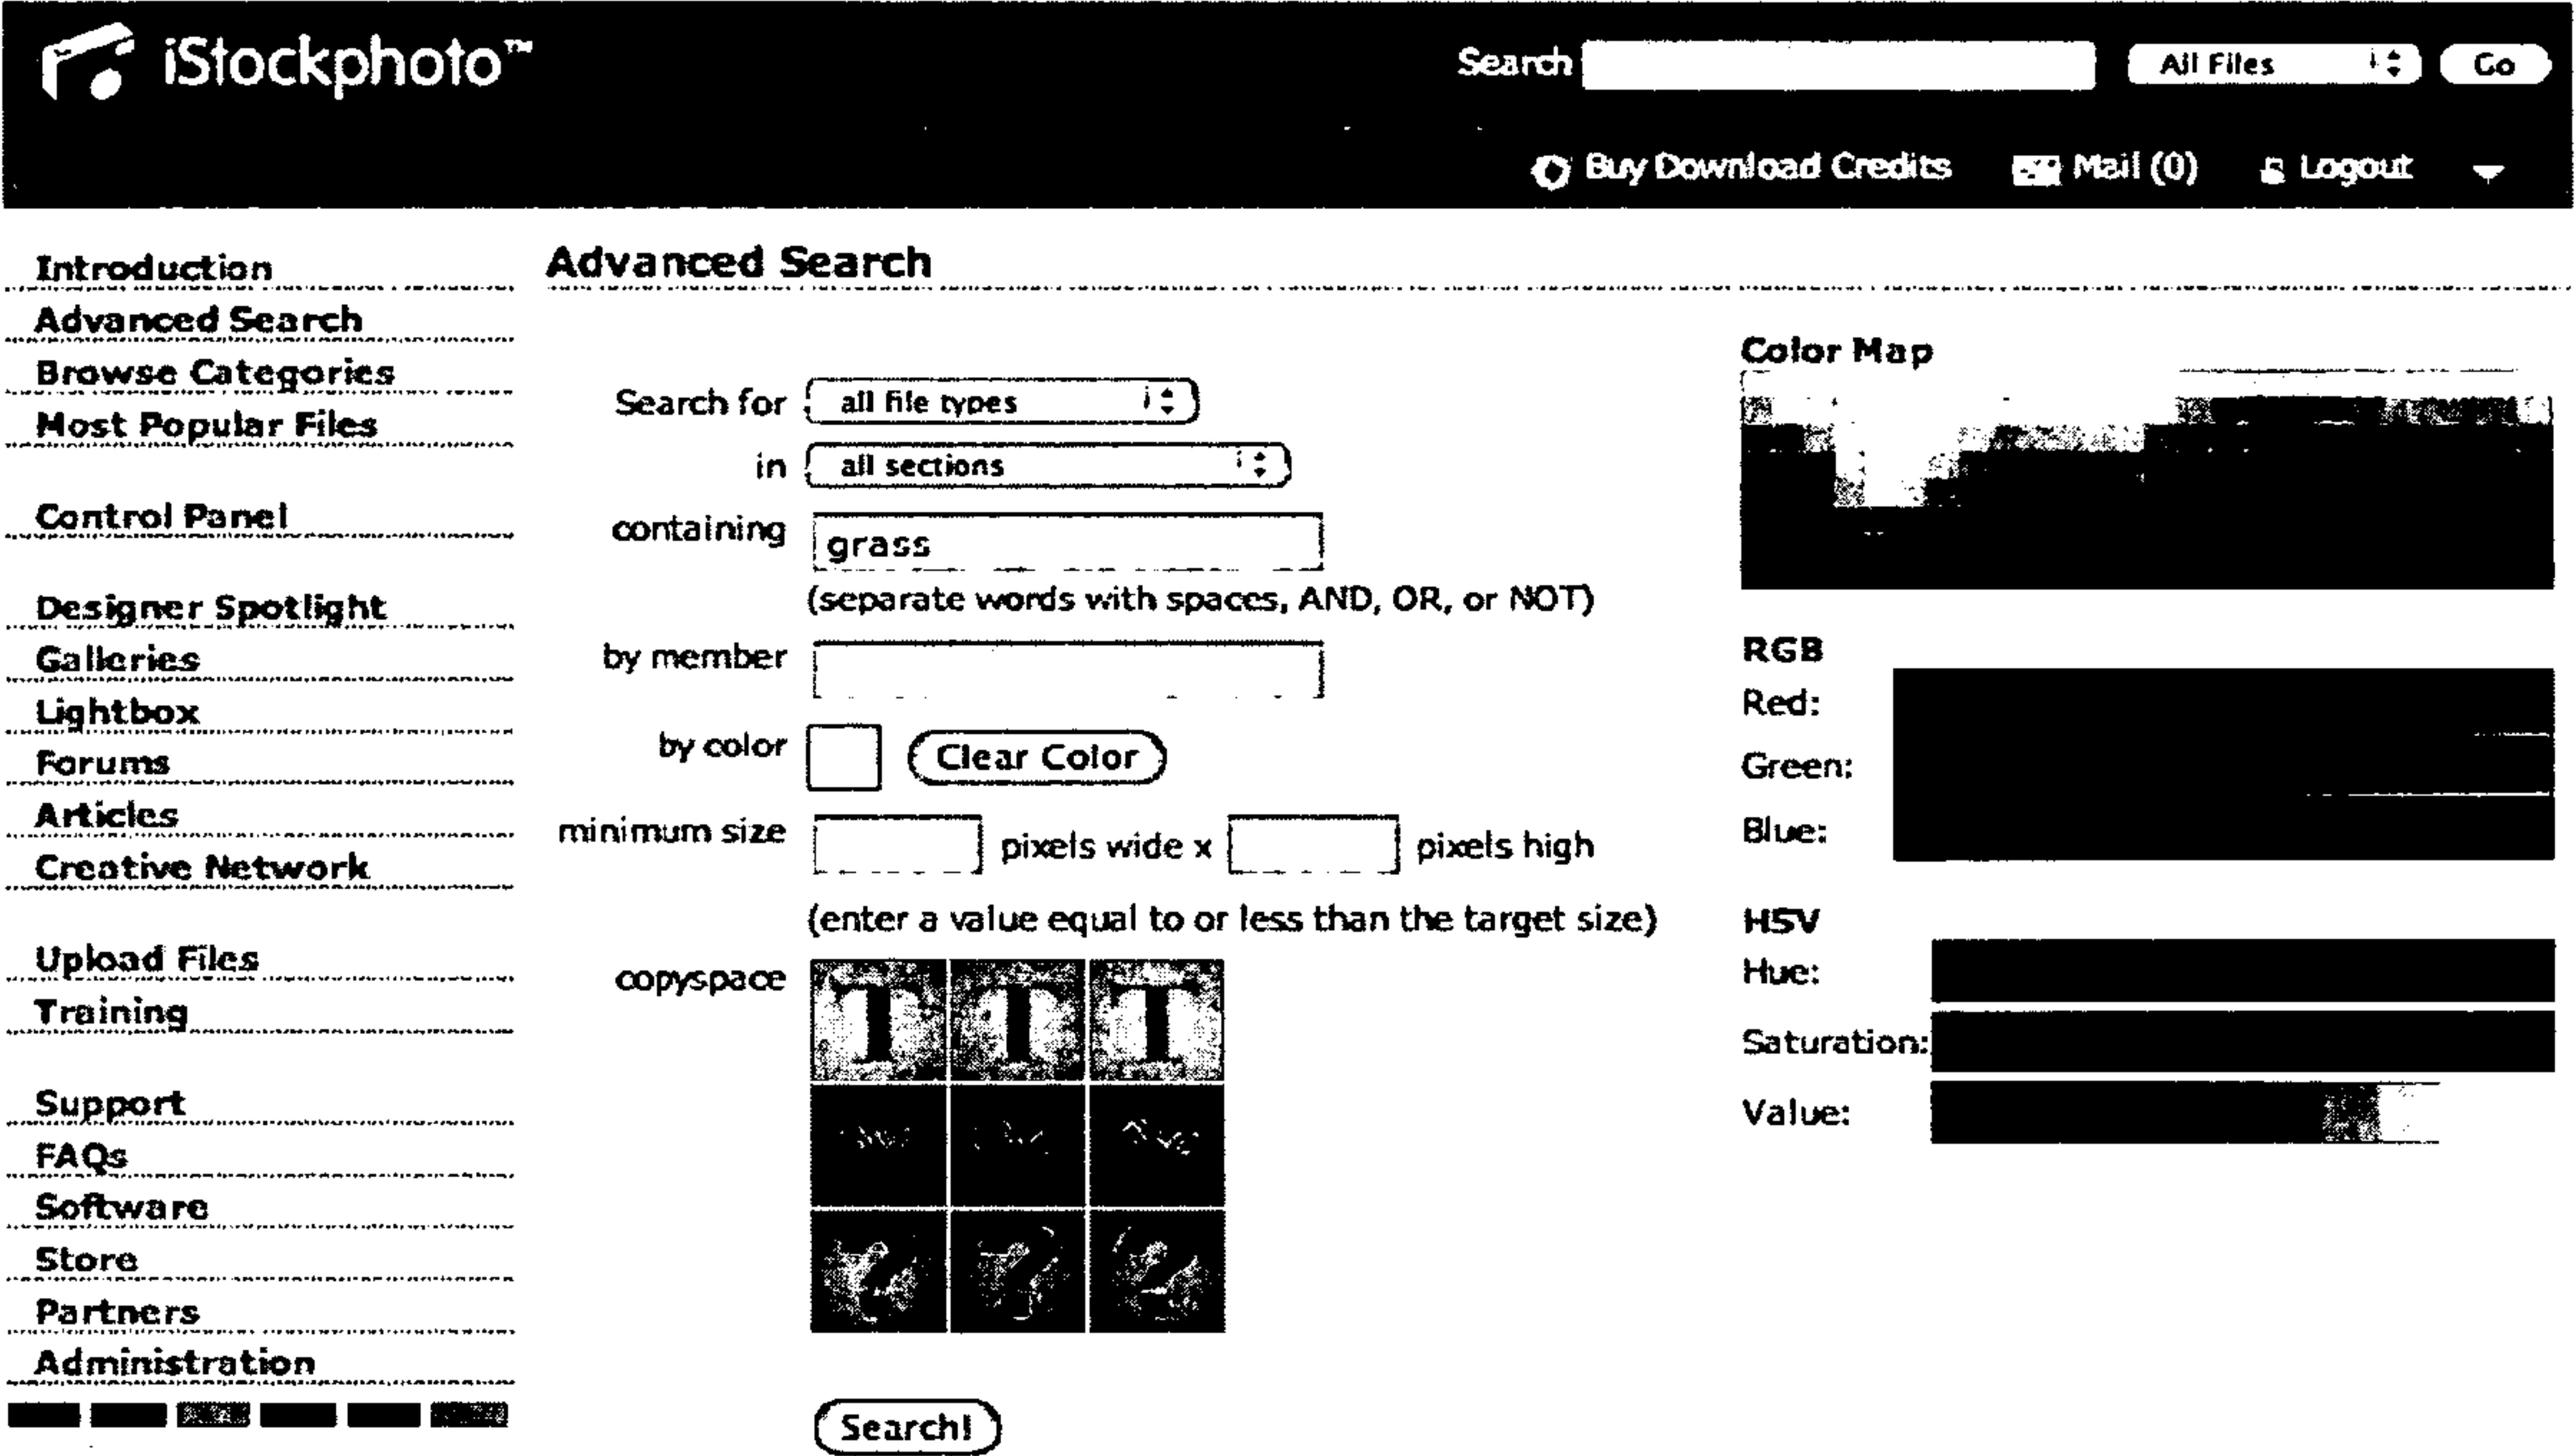 iStockphoto™
Search All Files Go
Buy Download Credits Mail (0) Logout
Introduction
Advanced Search
Browse Categories
Most Popular Files
Control Panel
Designer Spotlight
Galleries
Lightbox
Forums
Articles
Creative Network
Upload Files
Training
Support
FAQs
Software
Store
Partners
Administration
Advanced Search
Search for all file types
in all sections
containing grass
(separate words with spaces, AND, OR, or NOT)
by member
by color Clear Color
minimum size pixels wide x pixels high
(enter a value equal to or less than the target size)
copyspace
T T T
? ? ?
Search!
Color Map
RGB
Red:
Green:
Blue:
HSV
Hue:
Saturation:
Value: